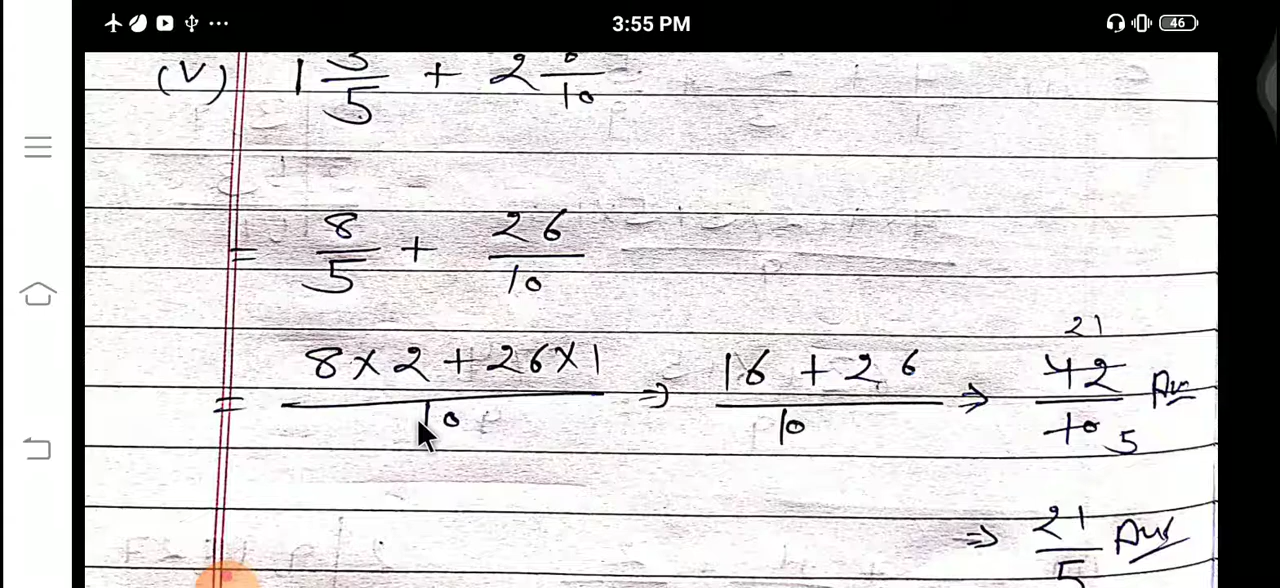 3:55 PM
46
(V) 1 3/5 + 2 6/10
= 8/5 + 26/10
= 8 × 2 + 26 × 1 / 10 ⇒ 16 + 26 / 10 ⇒ 42/10 21 5 Ans
⇒ 21/5 Ans